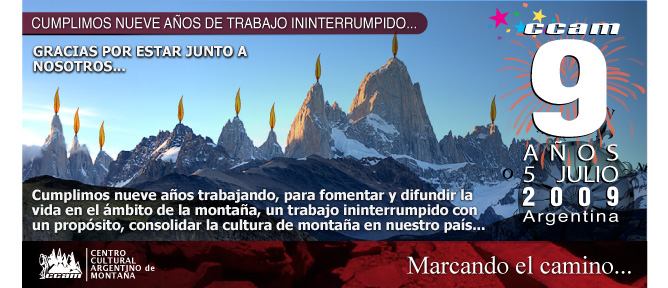 CUMPLIMOS NUEVE AÑOS DE TRABAJO ININTERRUMPIDO...
GRACIAS POR ESTAR JUNTO A
NOSOTROS...
ccam
9
AÑOS
5 JULIO
2009
Argentina
Cumplimos nueve años trabajando, para fomentar y difundir la
vida en el ámbito de la montaña, un trabajo ininterrumpido con
un propósito, consolidar la cultura de montaña en nuestro país...
ccam
CENTRO
CULTURAL
ARGENTINO de
MONTAÑA
Marcando el camino...